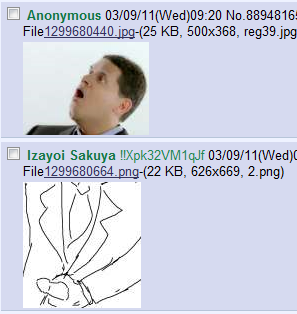 Anonymous 03/09/11(Wed)09:20 No.8894816
File1299680440.jpg-(25 KB, 500x368, reg39.jpg
Izayoi Sakuya !!Xpk32VM1qJf 03/09/11(Wed)
File1299680664.png-(22 KB, 626x669, 2.png)